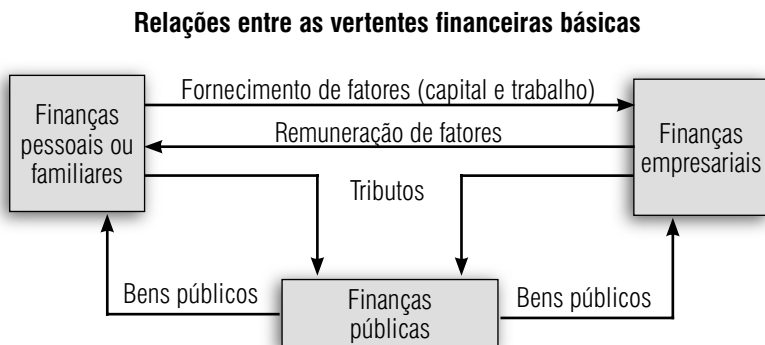 Relações entre as vertentes financeiras básicas
Fornecimento de fatores (capital e trabalho)
Finanças
pessoais ou
familiares
Remuneração de fatores
Finanças
empresariais
Tributos
Bens públicos
Finanças
públicas
Bens públicos